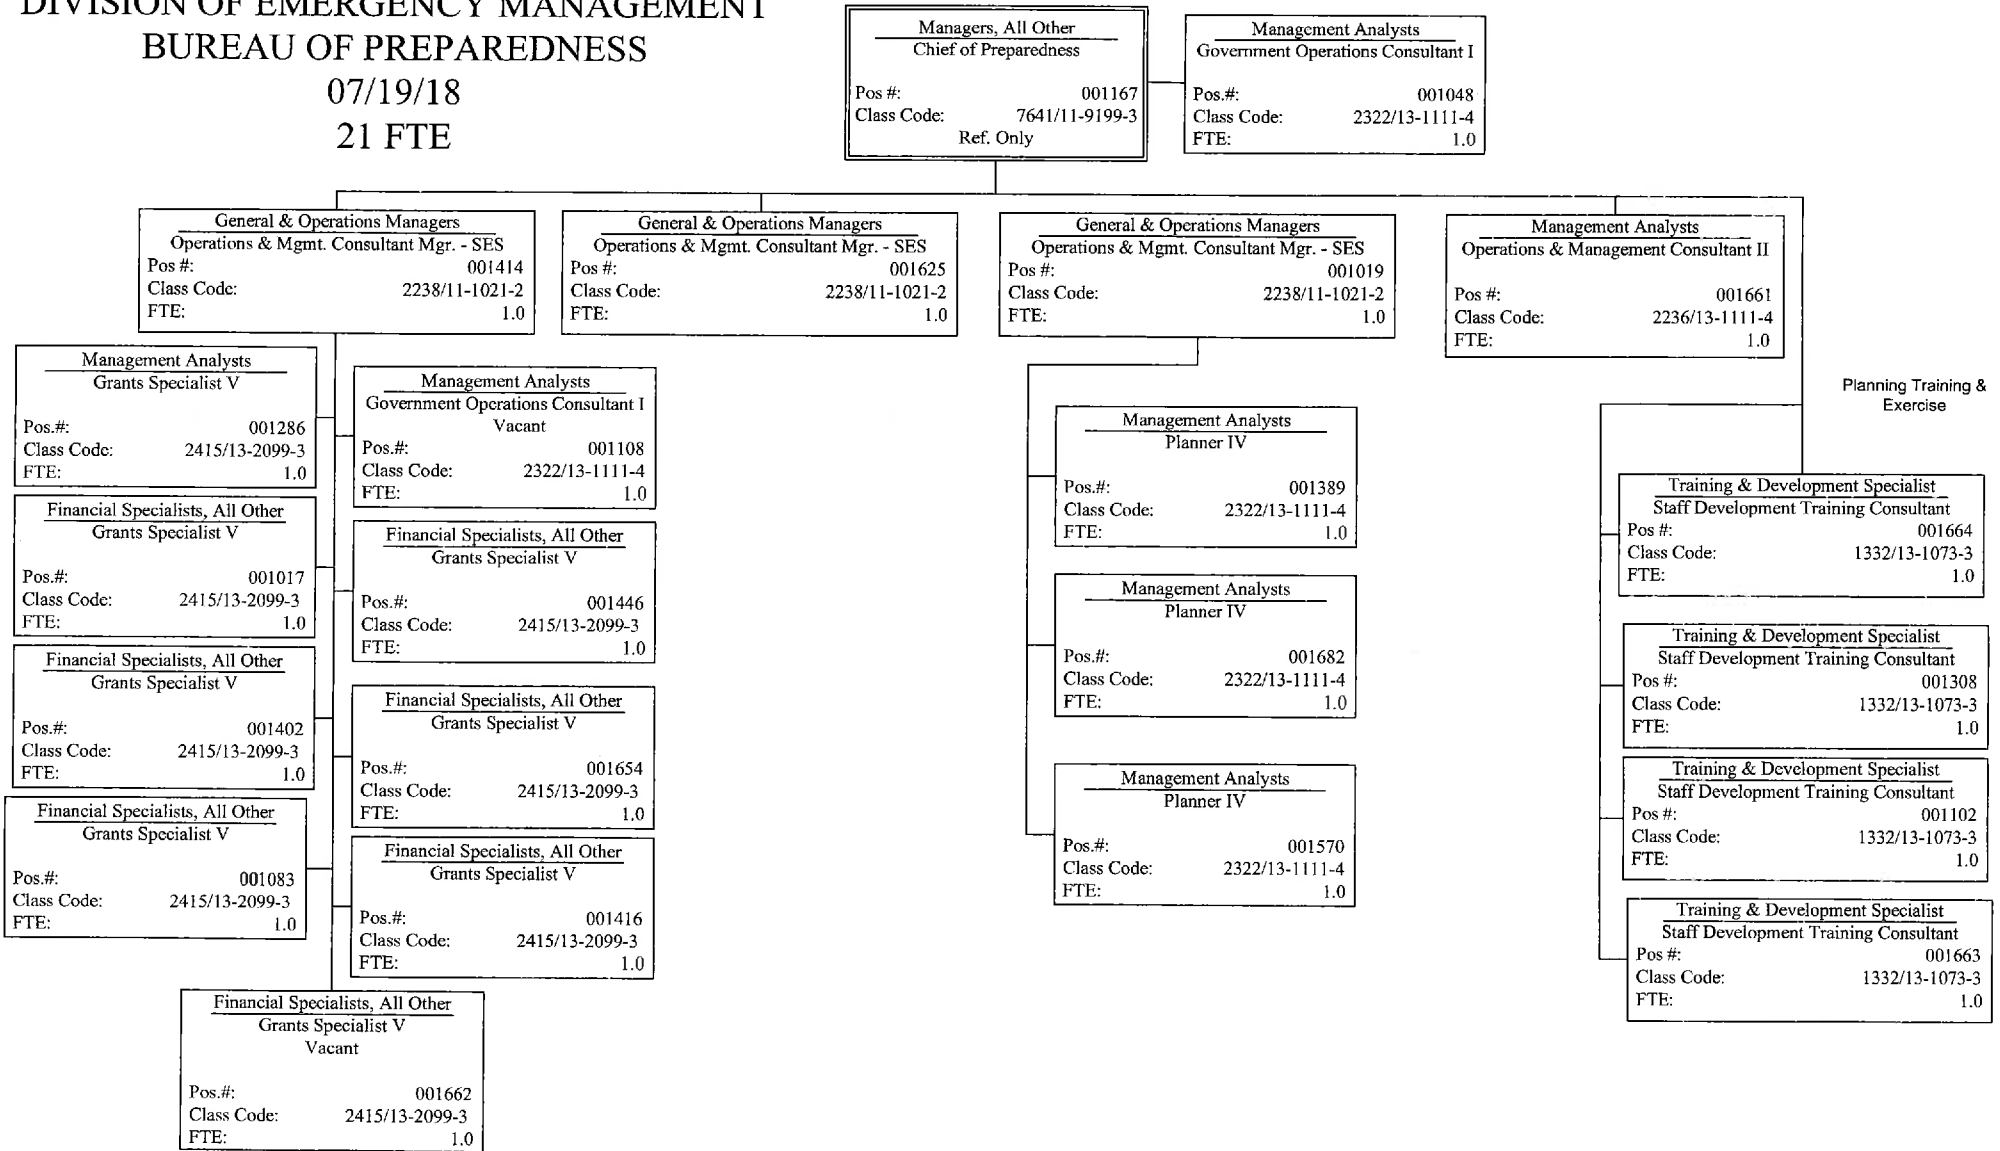 DIVISION OF EMERGENCY MANAGEMENT
BUREAU OF PREPAREDNESS
07/19/18
21 FTE
Managers, All Other
Chief of Preparedness
Pos #: 001167
Class Code: 7641/11-9199-3
Ref. Only
Management Analysts
Government Operations Consultant I
Pos.#: 001048
Class Code: 2322/13-1111-4
FTE: 1.0
General & Operations Managers
Operations & Mgmt. Consultant Mgr. - SES
Pos #: 001414
Class Code: 2238/11-1021-2
FTE: 1.0
General & Operations Managers
Operations & Mgmt. Consultant Mgr. - SES
Pos #: 001625
Class Code: 2238/11-1021-2
FTE: 1.0
General & Operations Managers
Operations & Mgmt. Consultant Mgr. - SES
Pos #: 001019
Class Code: 2238/11-1021-2
FTE: 1.0
Management Analysts
Operations & Management Consultant II
Pos #: 001661
Class Code: 2236/13-1111-4
FTE: 1.0
Management Analysts
Grants Specialist V
Pos.#: 001286
Class Code: 2415/13-2099-3
FTE: 1.0
Financial Specialists, All Other
Grants Specialist V
Pos.#: 001017
Class Code: 2415/13-2099-3
FTE: 1.0
Financial Specialists, All Other
Grants Specialist V
Pos.#: 001402
Class Code: 2415/13-2099-3
FTE: 1.0
Financial Specialists, All Other
Grants Specialist V
Pos.#: 001083
Class Code: 2415/13-2099-3
FTE: 1.0
Management Analysts
Government Operations Consultant I
Vacant
Pos.#: 001108
Class Code: 2322/13-1111-4
FTE: 1.0
Financial Specialists, All Other
Grants Specialist V
Pos.#: 001446
Class Code: 2415/13-2099-3
FTE: 1.0
Financial Specialists, All Other
Grants Specialist V
Pos.#: 001654
Class Code: 2415/13-2099-3
FTE: 1.0
Financial Specialists, All Other
Grants Specialist V
Pos.#: 001416
Class Code: 2415/13-2099-3
FTE: 1.0
Financial Specialists, All Other
Grants Specialist V
Vacant
Pos.#: 001662
Class Code: 2415/13-2099-3
FTE: 1.0
Management Analysts
Planner IV
Pos.#: 001389
Class Code: 2322/13-1111-4
FTE: 1.0
Management Analysts
Planner IV
Pos.#: 001682
Class Code: 2322/13-1111-4
FTE: 1.0
Management Analysts
Planner IV
Pos.#: 001570
Class Code: 2322/13-1111-4
FTE: 1.0
Planning Training &
Exercise
Training & Development Specialist
Staff Development Training Consultant
Pos #: 001664
Class Code: 1332/13-1073-3
FTE: 1.0
Training & Development Specialist
Staff Development Training Consultant
Pos #: 001308
Class Code: 1332/13-1073-3
FTE: 1.0
Training & Development Specialist
Staff Development Training Consultant
Pos #: 001102
Class Code: 1332/13-1073-3
FTE: 1.0
Training & Development Specialist
Staff Development Training Consultant
Pos #: 001663
Class Code: 1332/13-1073-3
FTE: 1.0